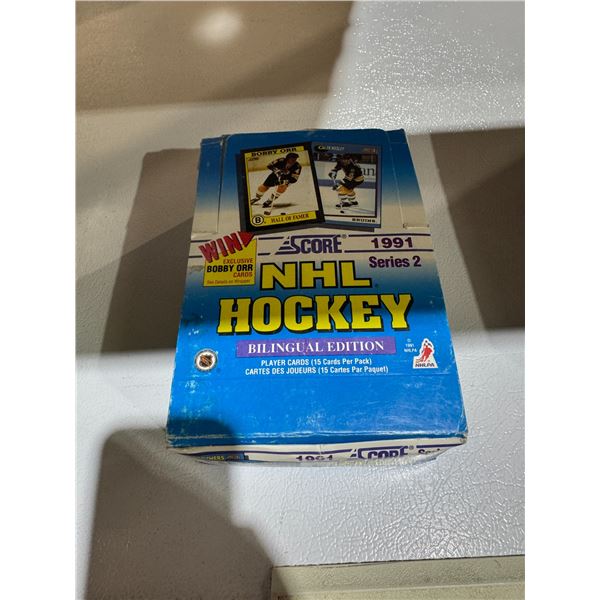 BOBBY ORR
HALL OF FAMER
BRUINS
WIN
EXCLUSIVE
BOBBY ORR
CARDS
See Details on Wrapper
SCORE® 1991
Series 2
NHL
HOCKEY
BILINGUAL EDITION
PLAYER CARDS (15 Cards Per Pack)
CARTES DES JOUEURS (15 Cartes Par Paquet)
© 1991 NHLPA
NHLPA
1991 SCORE